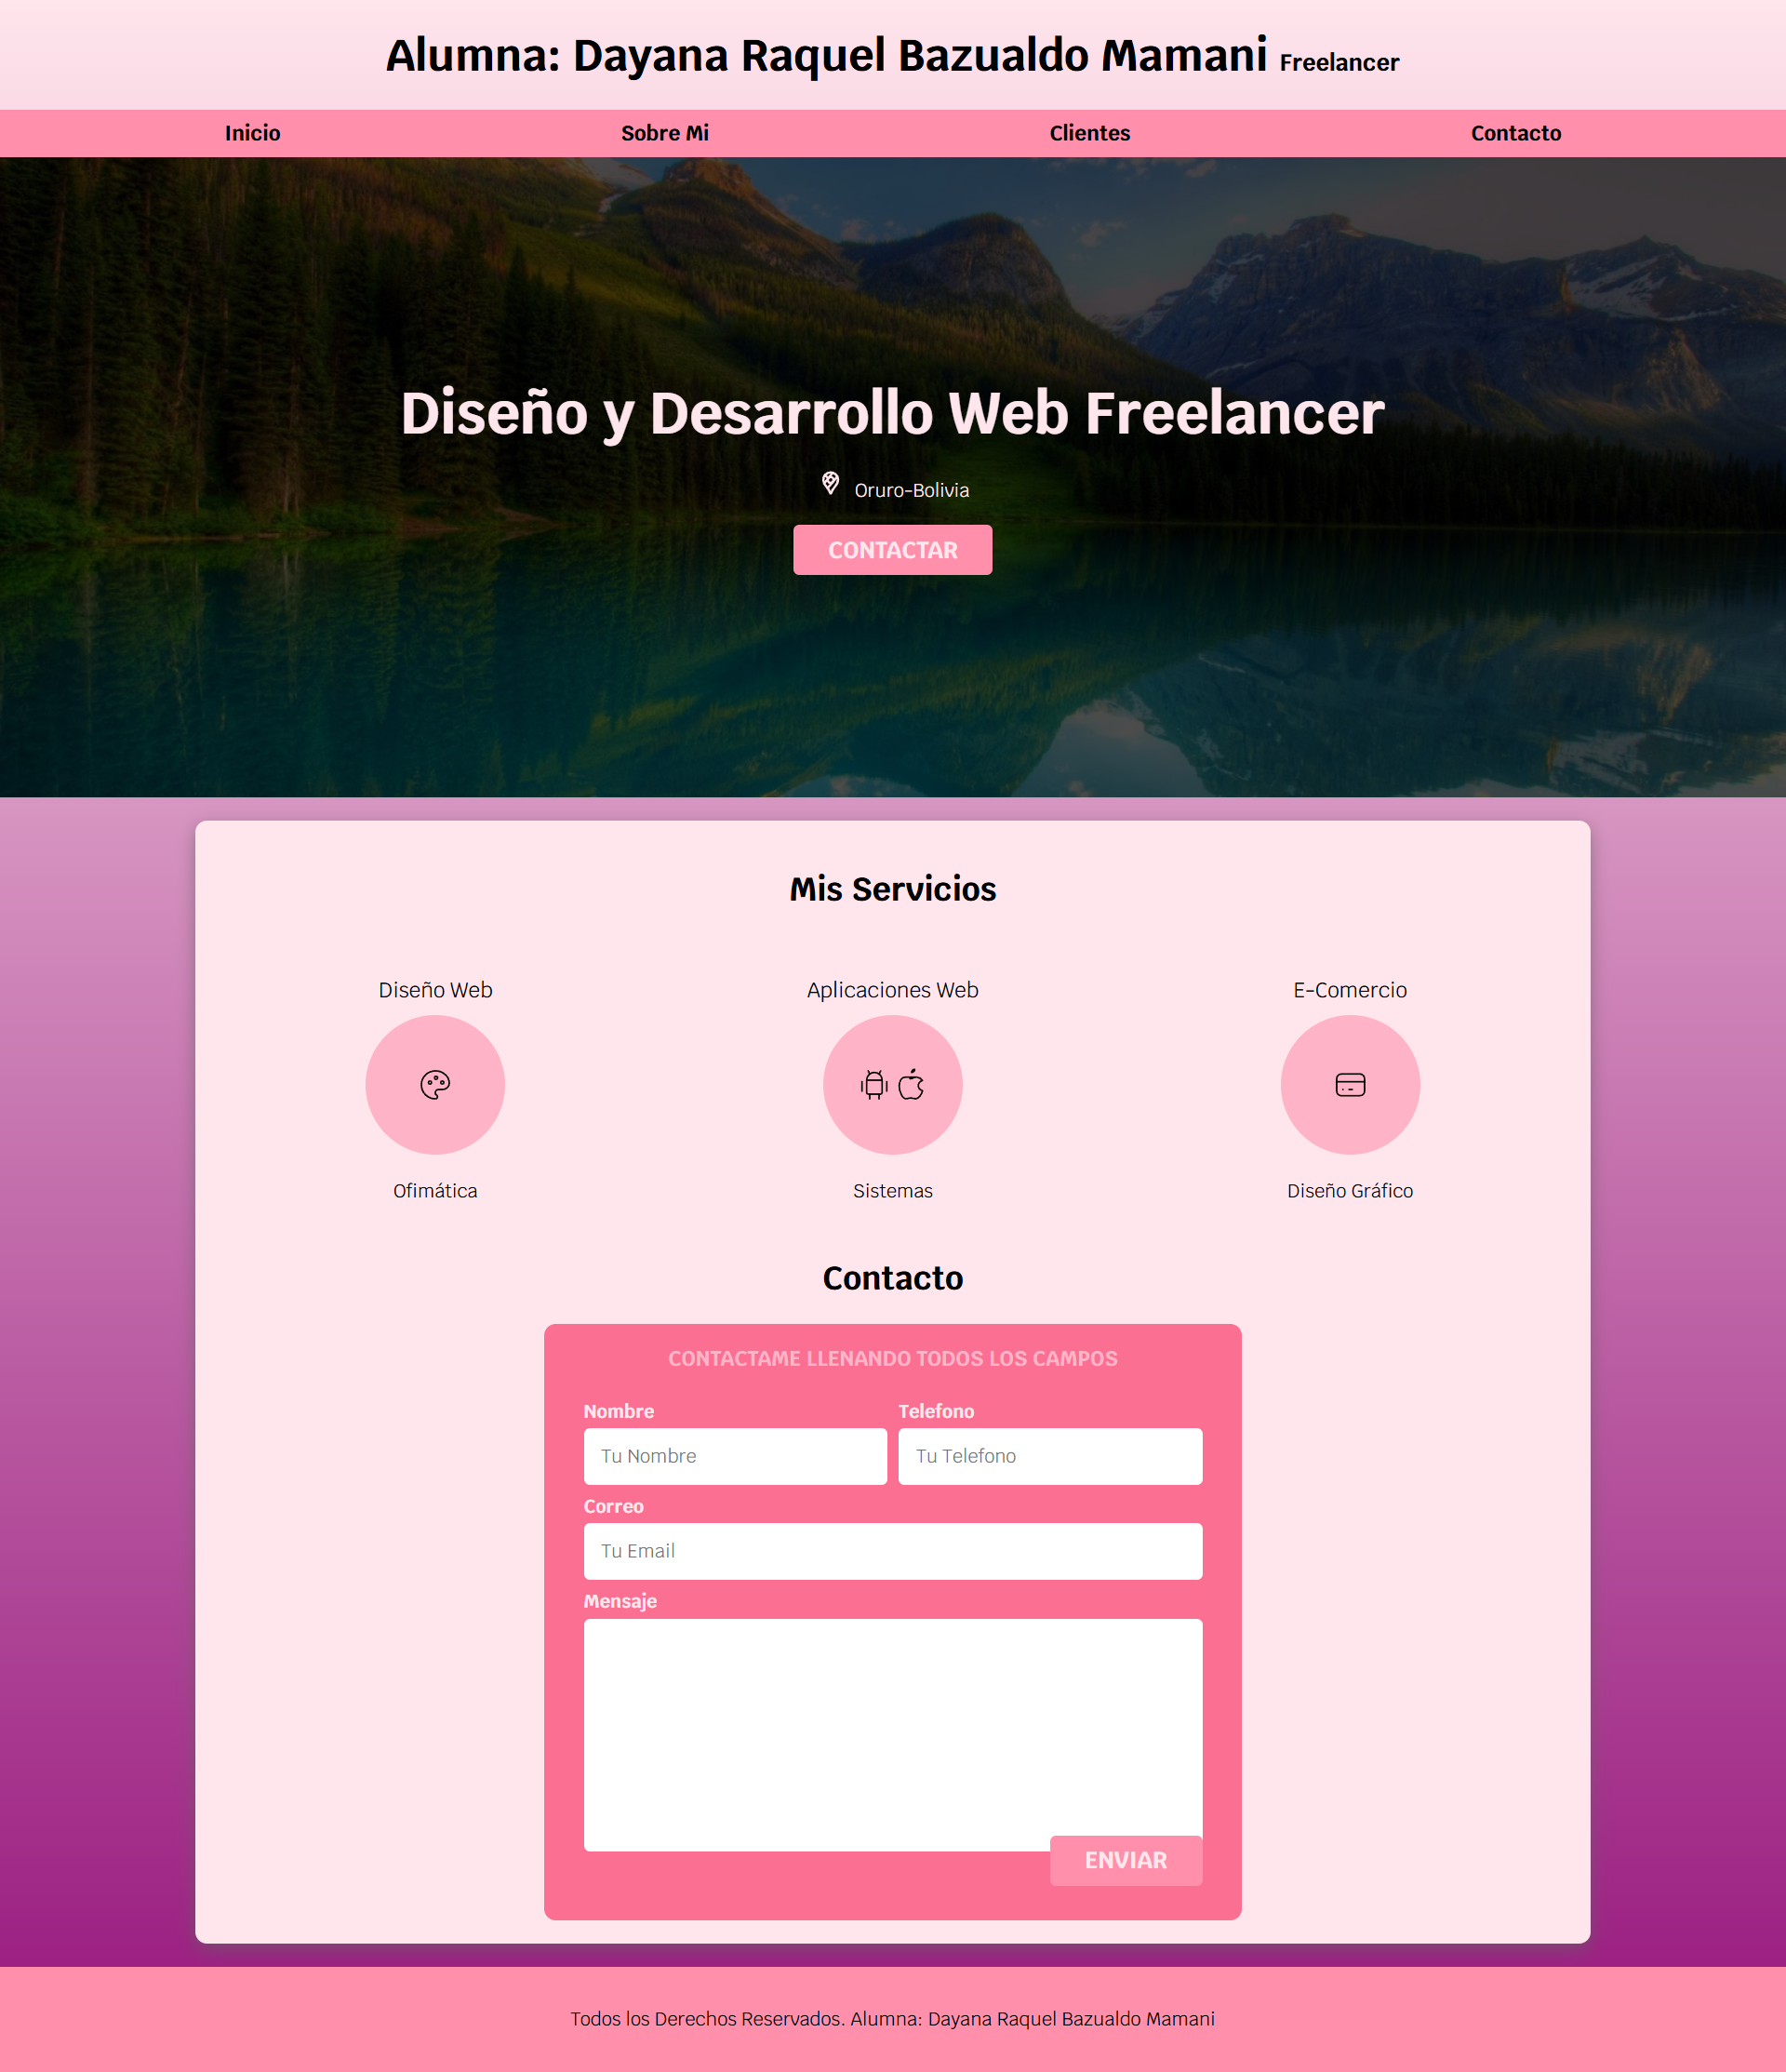 Alumna: Dayana Raquel Bazualdo Mamani Freelancer
Inicio
Sobre Mi
Clientes
Contacto
Diseño y Desarrollo Web Freelancer
Oruro-Bolivia
CONTACTAR
Mis Servicios
Diseño Web
Aplicaciones Web
E-Comercio
Ofimática
Sistemas
Diseño Gráfico
Contacto
CONTACTAME LLENANDO TODOS LOS CAMPOS
Nombre
Telefono
Tu Nombre
Tu Telefono
Correo
Tu Email
Mensaje
ENVIAR
Todos los Derechos Reservados. Alumna: Dayana Raquel Bazualdo Mamani